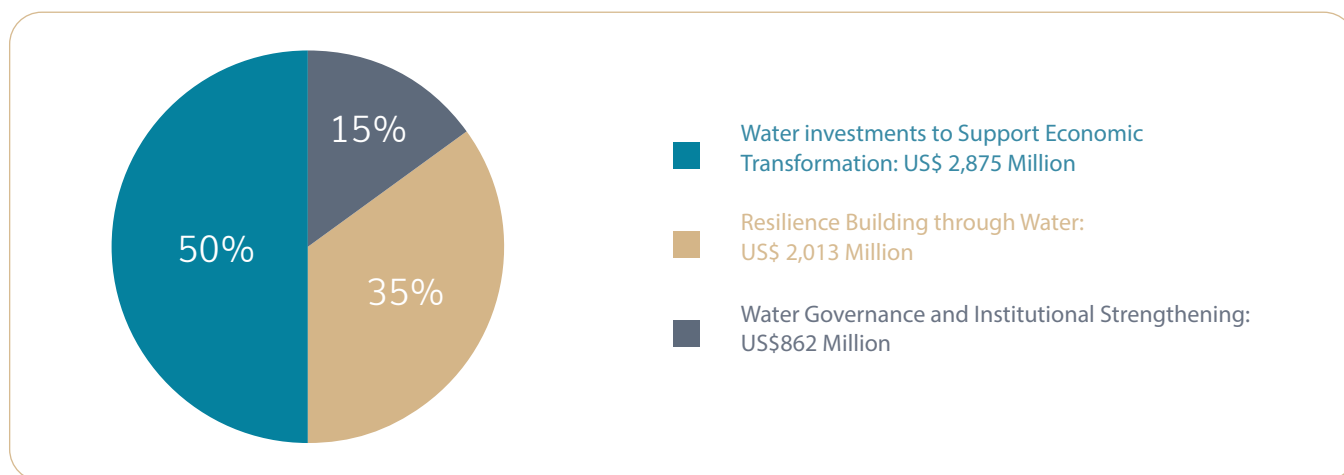 15%
50%
35%
Water investments to Support Economic
Transformation: US$ 2,875 Million
Resilience Building through Water:
US$ 2,013 Million
Water Governance and Institutional Strengthening:
US$862 Million